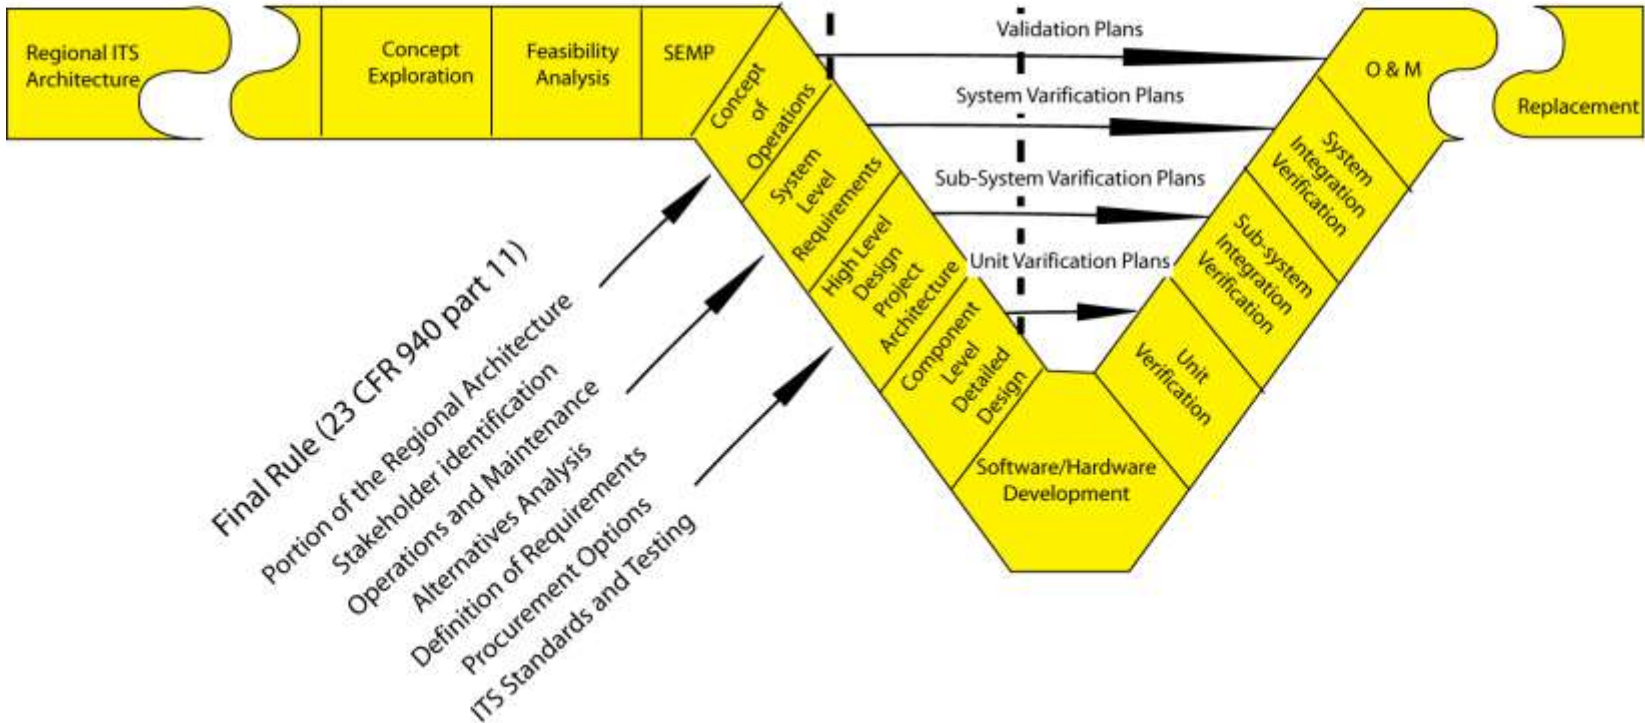 Regional ITS
Architecture
Concept
Exploration
Feasibility
Analysis
SEMP
Concept
of
Operations
System
Level
Requirements
High Level
Design
Project
Architecture
Component
Level
Detailed
Design
Software/Hardware
Development
Unit
Verification
Sub-system
Integration
Verification
System
Integration
Verification
O & M
Replacement
Validation Plans
System Varification Plans
Sub-System Varification Plans
Unit Varification Plans
Final Rule (23 CFR 940 part 11)
Portion of the Regional Architecture
Stakeholder identification
Operations and Maintenance
Alternatives Analysis
Definition of Requirements
Procurement Options
ITS Standards and Testing